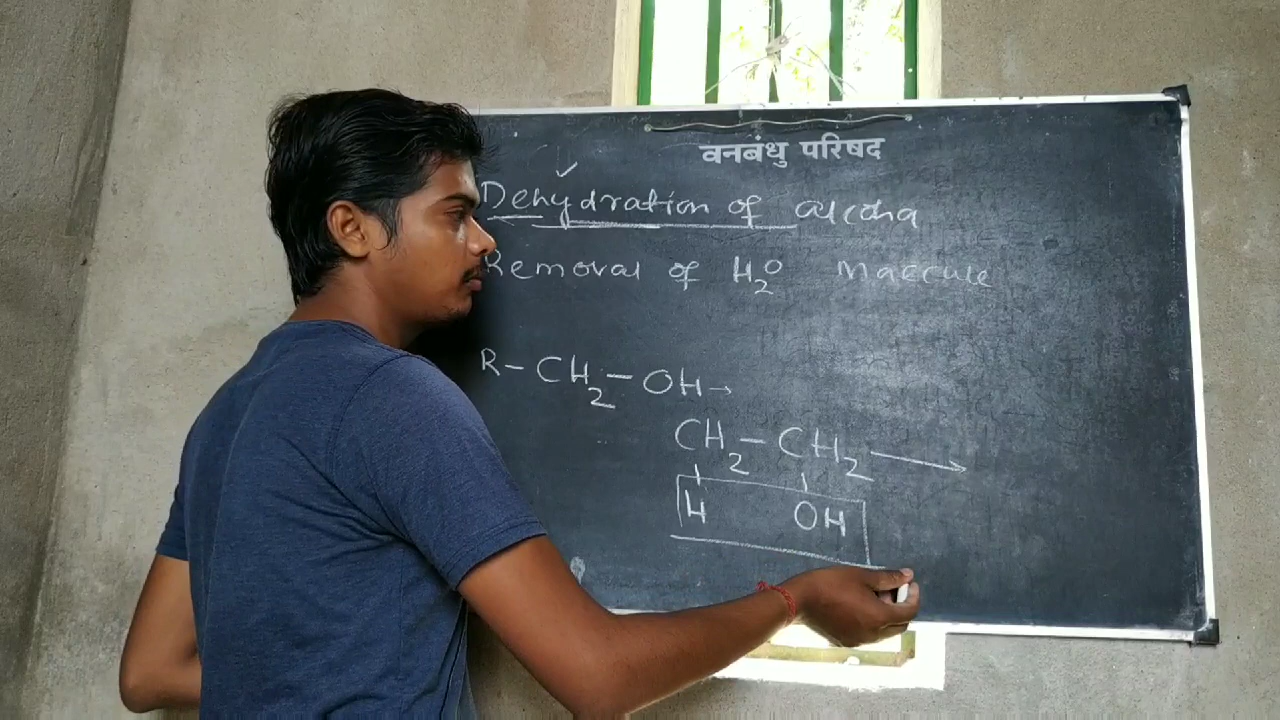 वनबंधु परिषद
Dehydration of alcoha
Removal of H₂O Maecule
R-CH₂-OH→
CH₂-CH₂→
H OH